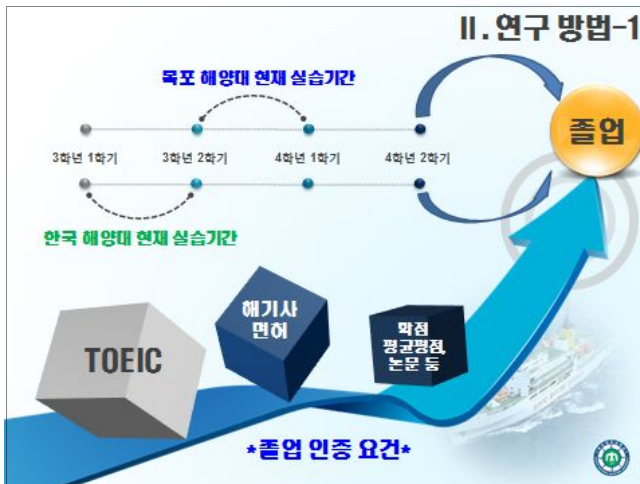 II.연구 방법-1
목포 해양대 현재 실습기간
졸업
3학년 1학기 3학년 2학기 4학년 1학기 4학년 2학기
한국 해양대 현재 실습기간
TOEIC
해기사
면허
학점
평균평점,
논문 등
*졸업 인증 요건*